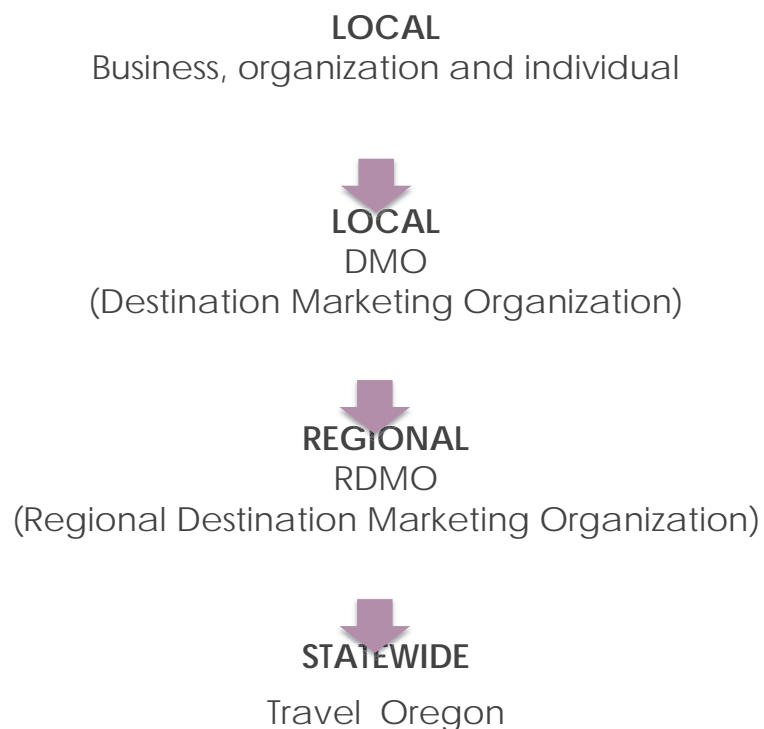 LOCAL
Business, organization and individual
LOCAL
DMO
(Destination Marketing Organization)
REGIONAL
RDMO
(Regional Destination Marketing Organization)
STATEWIDE
Travel Oregon